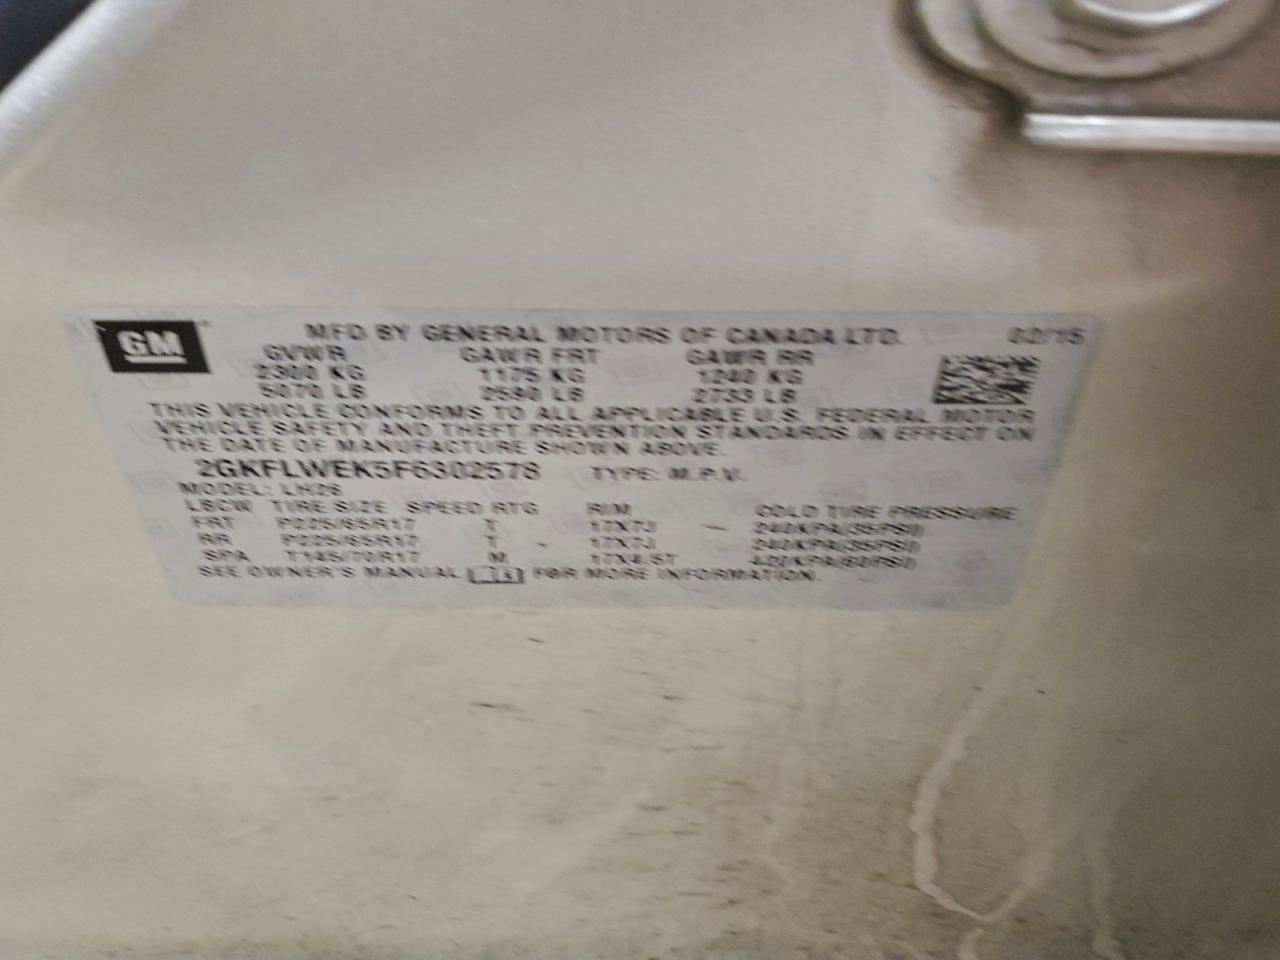 GM
MFD BY GENERAL MOTORS OF CANADA LTD. 02/15
GVWR GAWR FRT GAWR RR
2300 KG 1175 KG 1240 KG
5070 LB 2590 LB 2733 LB
THIS VEHICLE CONFORMS TO ALL APPLICABLE U.S. FEDERAL MOTOR
VEHICLE SAFETY AND THEFT PREVENTION STANDARDS IN EFFECT ON
THE DATE OF MANUFACTURE SHOWN ABOVE.
2GKFLWEK5F6302578 TYPE: M.P.V.
MODEL: LH26
TIRE SIZE SPEED RTG RIM COLD TIRE PRESSURE
FRT P225/65R17 T 17X7J 240KPA(35PSI)
RR P225/65R17 T 17X7J 240KPA(35PSI)
SPA T145/70R17 M 17X4.5T 420KPA(60PSI)
SEE OWNER'S MANUAL FOR MORE INFORMATION.